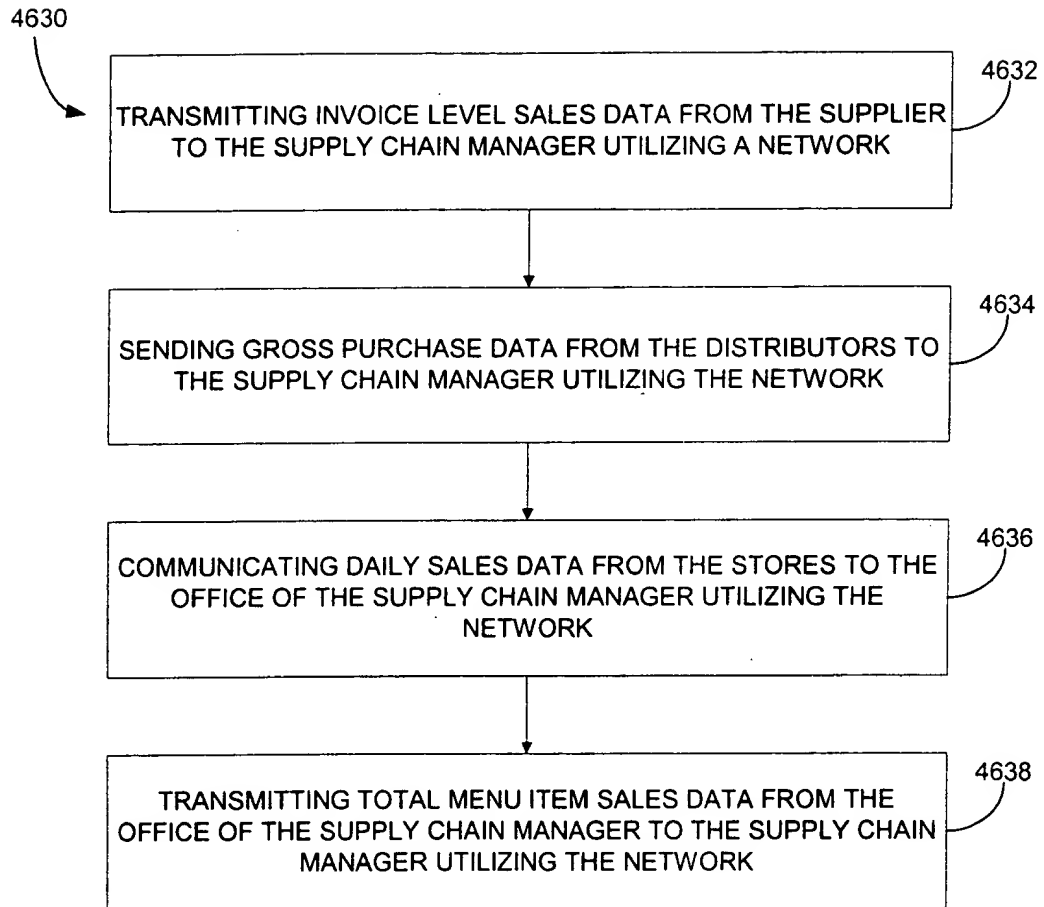 4630
4632
TRANSMITTING INVOICE LEVEL SALES DATA FROM THE SUPPLIER
TO THE SUPPLY CHAIN MANAGER UTILIZING A NETWORK
4634
SENDING GROSS PURCHASE DATA FROM THE DISTRIBUTORS TO
THE SUPPLY CHAIN MANAGER UTILIZING THE NETWORK
4636
COMMUNICATING DAILY SALES DATA FROM THE STORES TO THE
OFFICE OF THE SUPPLY CHAIN MANAGER UTILIZING THE
NETWORK
4638
TRANSMITTING TOTAL MENU ITEM SALES DATA FROM THE
OFFICE OF THE SUPPLY CHAIN MANAGER TO THE SUPPLY CHAIN
MANAGER UTILIZING THE NETWORK